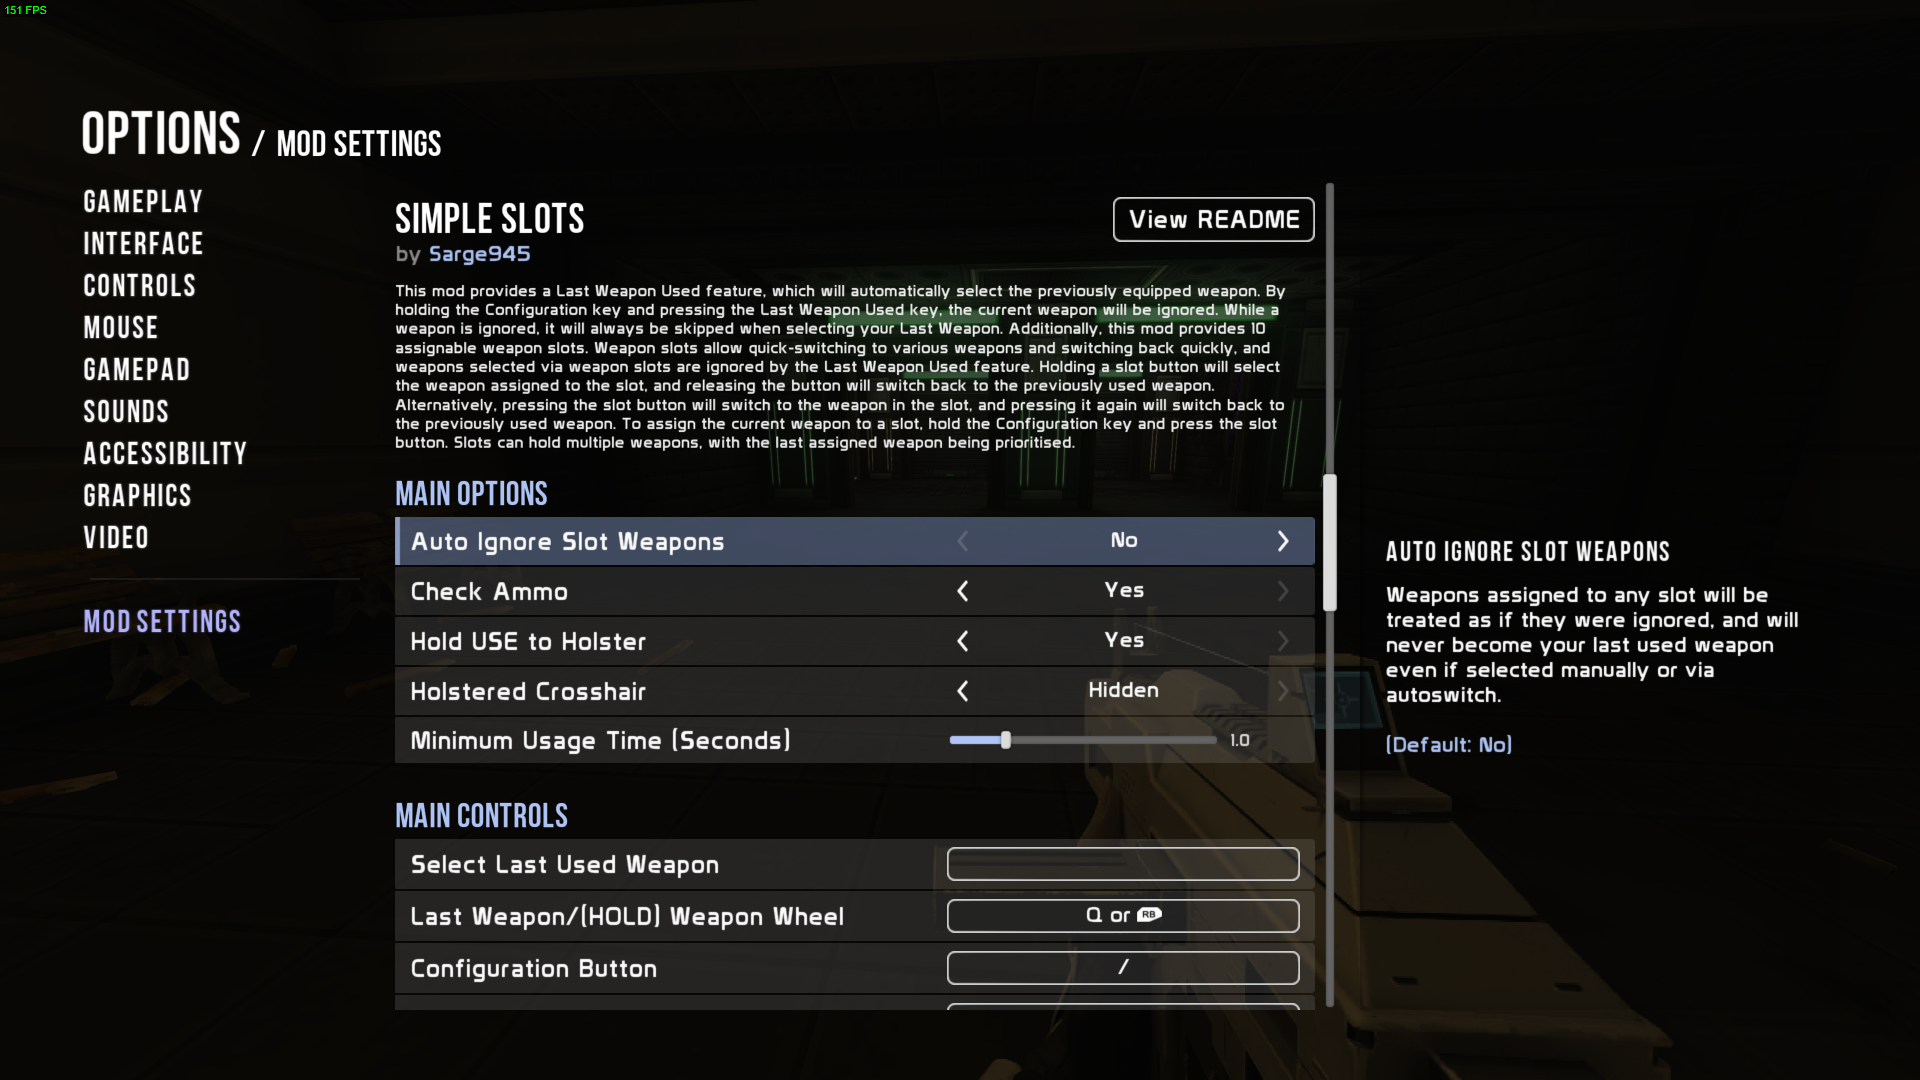 151 FPS
OPTIONS / MOD SETTINGS
GAMEPLAY
INTERFACE
CONTROLS
MOUSE
GAMEPAD
SOUNDS
ACCESSIBILITY
GRAPHICS
VIDEO
MOD SETTINGS
SIMPLE SLOTS
View README
by Sarge945
This mod provides a Last Weapon Used feature, which will automatically select the previously equipped weapon. By
holding the Configuration key and pressing the Last Weapon Used key, the current weapon will be ignored. While a
weapon is ignored, it will always be skipped when selecting your Last Weapon. Additionally, this mod provides 10
assignable weapon slots. Weapon slots allow quick-switching to various weapons and switching back quickly, and
weapons selected via weapon slots are ignored by the Last Weapon Used feature. Holding a slot button will select
the weapon assigned to the slot, and releasing the button will switch back to the previously used weapon.
Alternatively, pressing the slot button will switch to the weapon in the slot, and pressing it again will switch back to
the previously used weapon. To assign the current weapon to a slot, hold the Configuration key and press the slot
button. Slots can hold multiple weapons, with the last assigned weapon being prioritised.
MAIN OPTIONS
Auto Ignore Slot Weapons No
Check Ammo Yes
Hold USE to Holster Yes
Holstered Crosshair Hidden
Minimum Usage Time (Seconds) 1.0
MAIN CONTROLS
Select Last Used Weapon
Last Weapon/(HOLD) Weapon Wheel Q or RB
Configuration Button /
AUTO IGNORE SLOT WEAPONS
Weapons assigned to any slot will be
treated as if they were ignored, and will
never become your last used weapon
even if selected manually or via
autoswitch.
(Default: No)